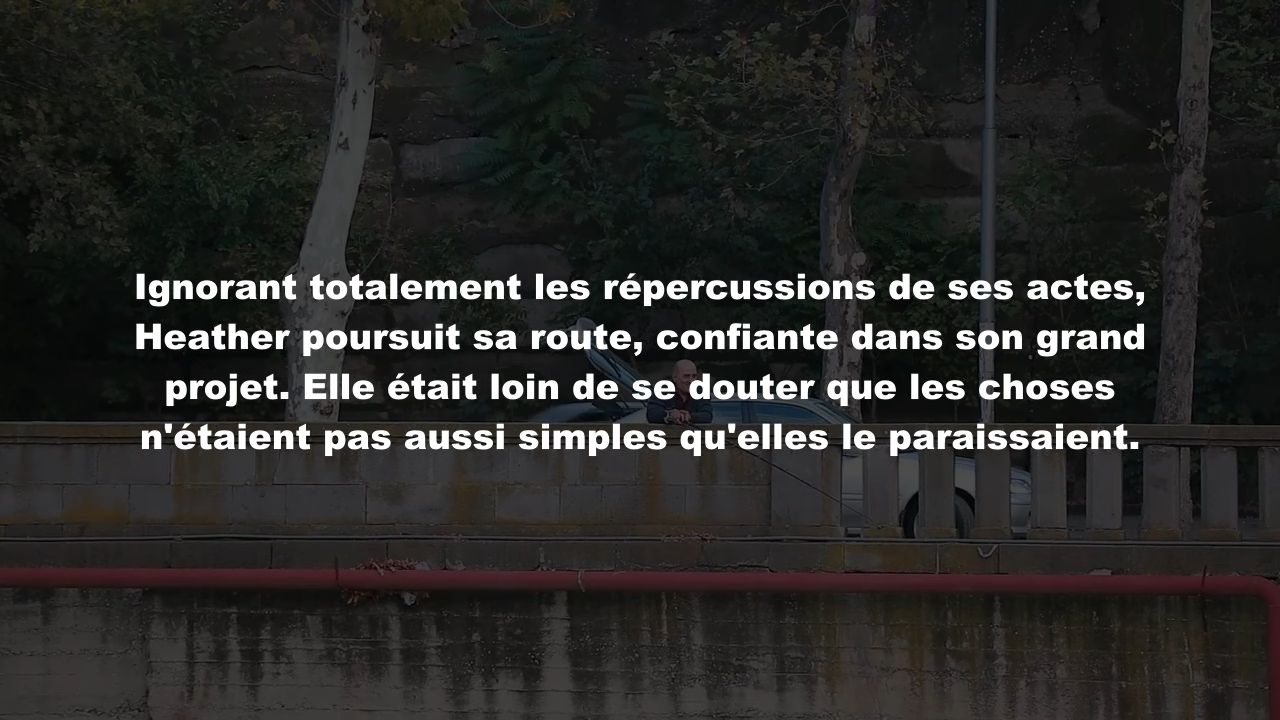 Ignorant totalement les répercussions de ses actes,
Heather poursuit sa route, confiante dans son grand
projet. Elle était loin de se douter que les choses
n'étaient pas aussi simples qu'elles le paraissaient.